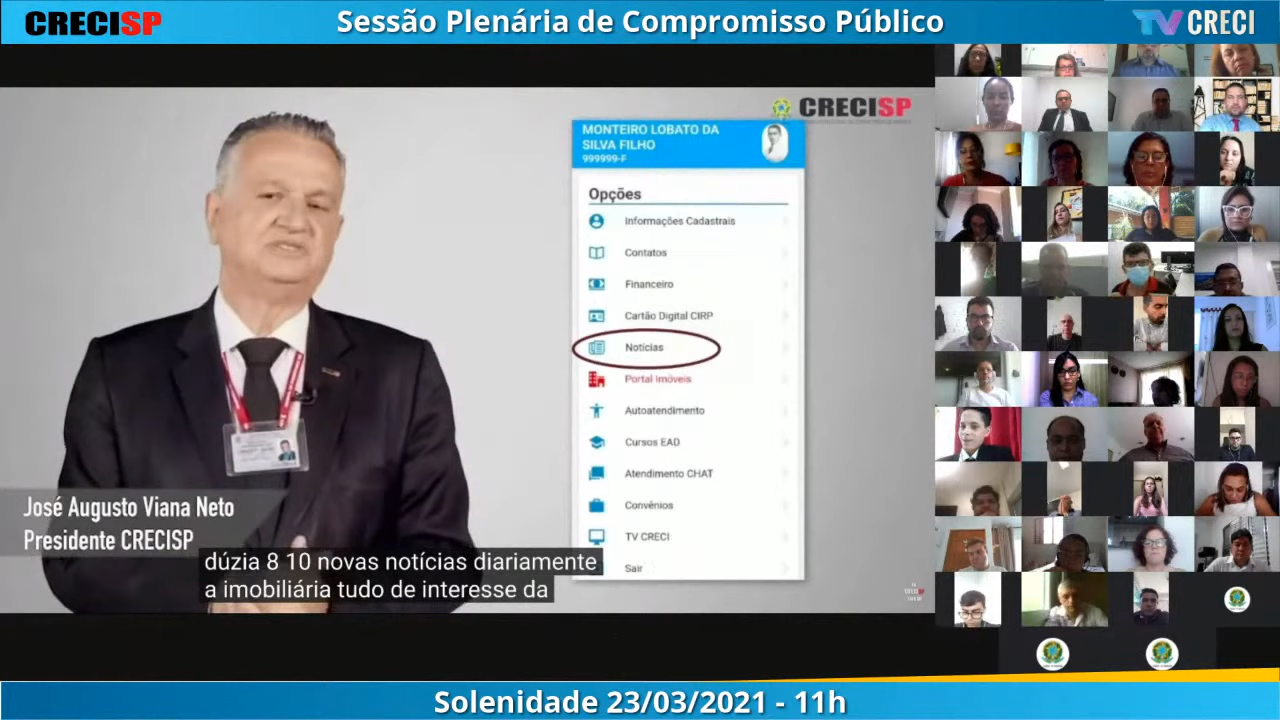 CRECISP
Sessão Plenária de Compromisso Público
TV CRECI
CRECISP
MONTEIRO LOBATO DA
SILVA FILHO
999999-F
Opções
Informações Cadastrais
Contatos
Financeiro
Cartão Digital CIRP
Notícias
Portal Imóveis
Autoatendimento
Cursos EAD
Atendimento CHAT
Convênios
TV CRECI
Sair
José Augusto Viana Neto
Presidente CRECISP
dúzia 8 10 novas notícias diariamente
a imobiliária tudo de interesse da
Solenidade 23/03/2021 - 11h